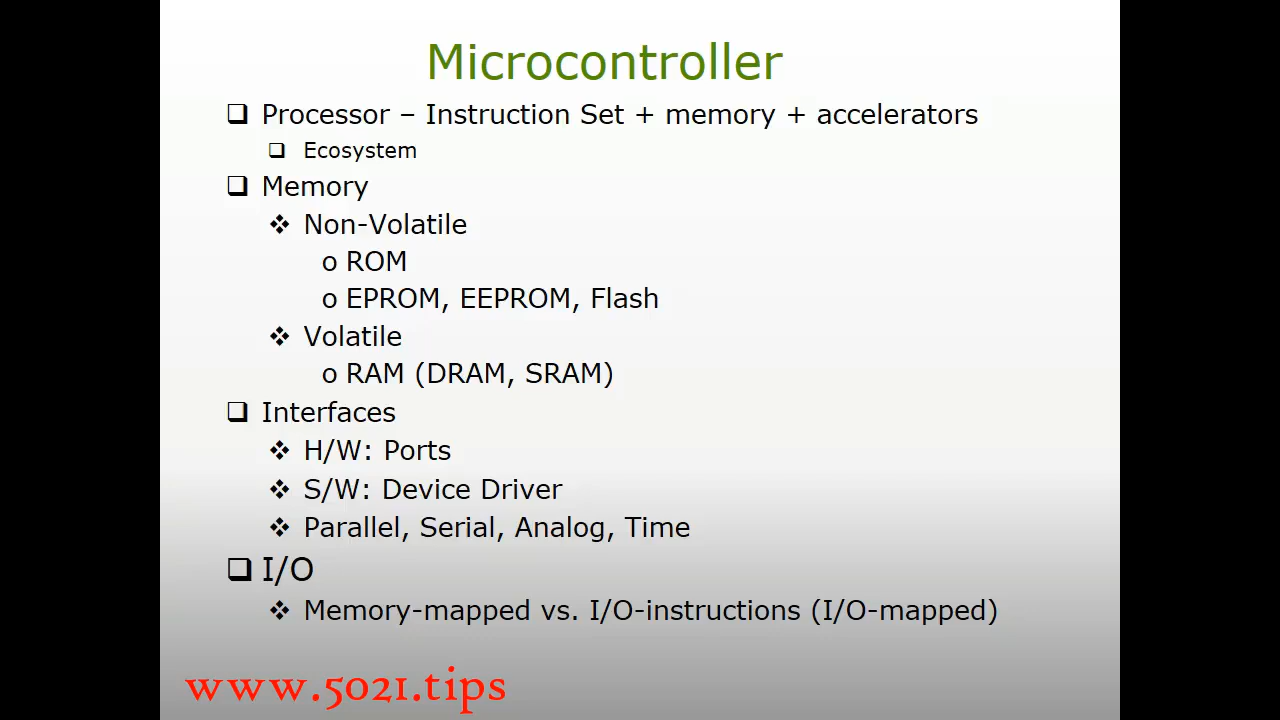 Microcontroller
❑ Processor – Instruction Set + memory + accelerators
❑ Ecosystem
❑ Memory
❖ Non-Volatile
o ROM
o EPROM, EEPROM, Flash
❖ Volatile
o RAM (DRAM, SRAM)
❑ Interfaces
❖ H/W: Ports
❖ S/W: Device Driver
❖ Parallel, Serial, Analog, Time
❑ I/O
❖ Memory-mapped vs. I/O-instructions (I/O-mapped)
www.5021.tips